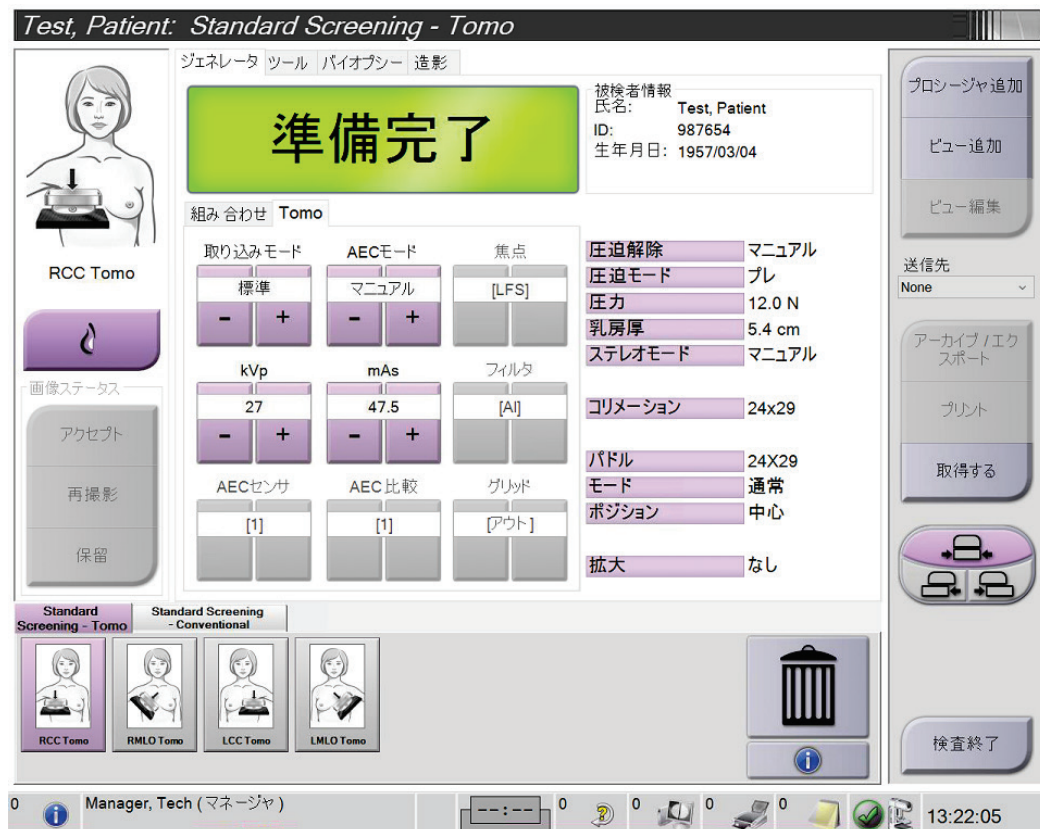 Test, Patient: Standard Screening - Tomo
ジェネレータ ツール バイオプシー 造影
準備完了
被検者情報
氏名: Test, Patient
ID: 987654
生年月日: 1957/03/04
RCC Tomo
画像ステータス
アクセプト
再撮影
保留
組み合わせ Tomo
取り込みモード AECモード 焦点
標準 マニュアル [LFS]
- + - +
kVp mAs フィルタ
27 47.5 [Al]
- + - +
AECセンサ AEC比較 グリッド
[1] [1] [アウト]
圧迫解除 マニュアル
圧迫モード プレ
圧力 12.0 N
乳房厚 5.4 cm
ステレオモード マニュアル
コリメーション 24x29
パドル 24X29
モード 通常
ポジション 中心
拡大 なし
プロシージャ追加
ビュー追加
ビュー編集
送信先
None
アーカイブ / エク
スポート
プリント
取得する
検査終了
Standard
Screening - Tomo
Standard Screening
- Conventional
RCC Tomo RMLO Tomo LCC Tomo LMLO Tomo
0 Manager, Tech ( マネージャ ) --:-- 0 0 0 0 13:22:05